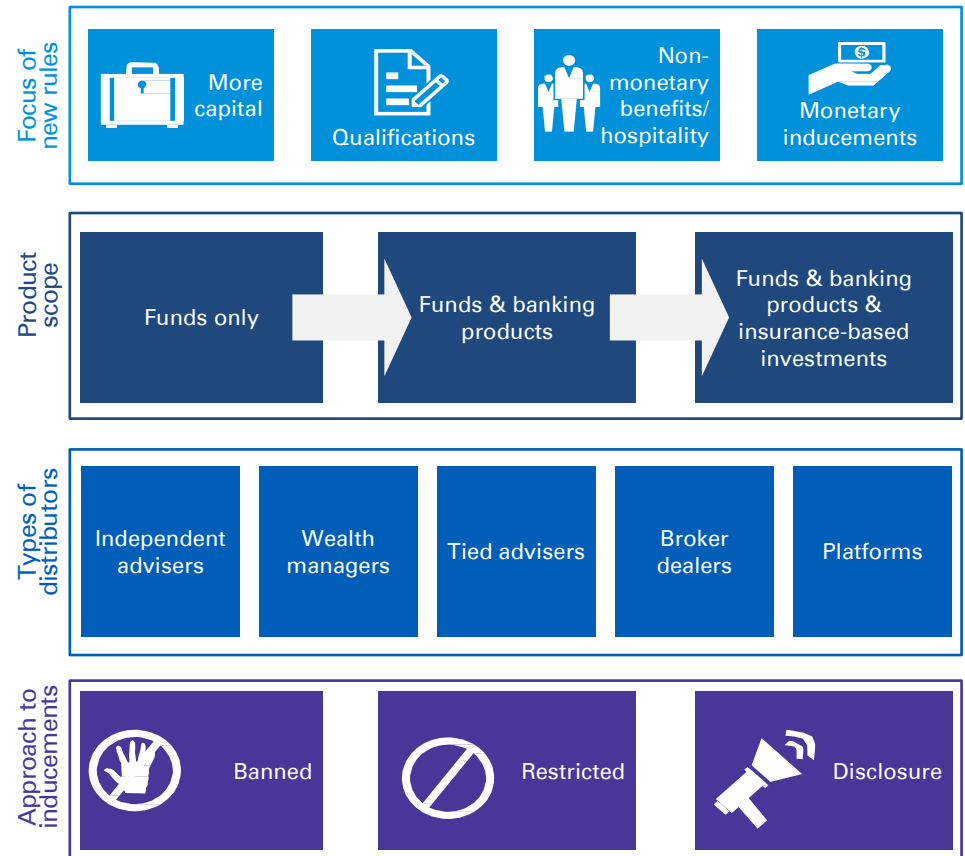 Focus of
new rules
More
capital
Qualifications
Non-
monetary
benefits/
hospitality
$
Monetary
inducements
Product
scope
Funds only
Funds & banking
products
Funds & banking
products &
insurance-based
investments
Types of
distributors
Independent
advisers
Wealth
managers
Tied advisers
Broker
dealers
Platforms
Approach to
inducements
Banned
Restricted
Disclosure